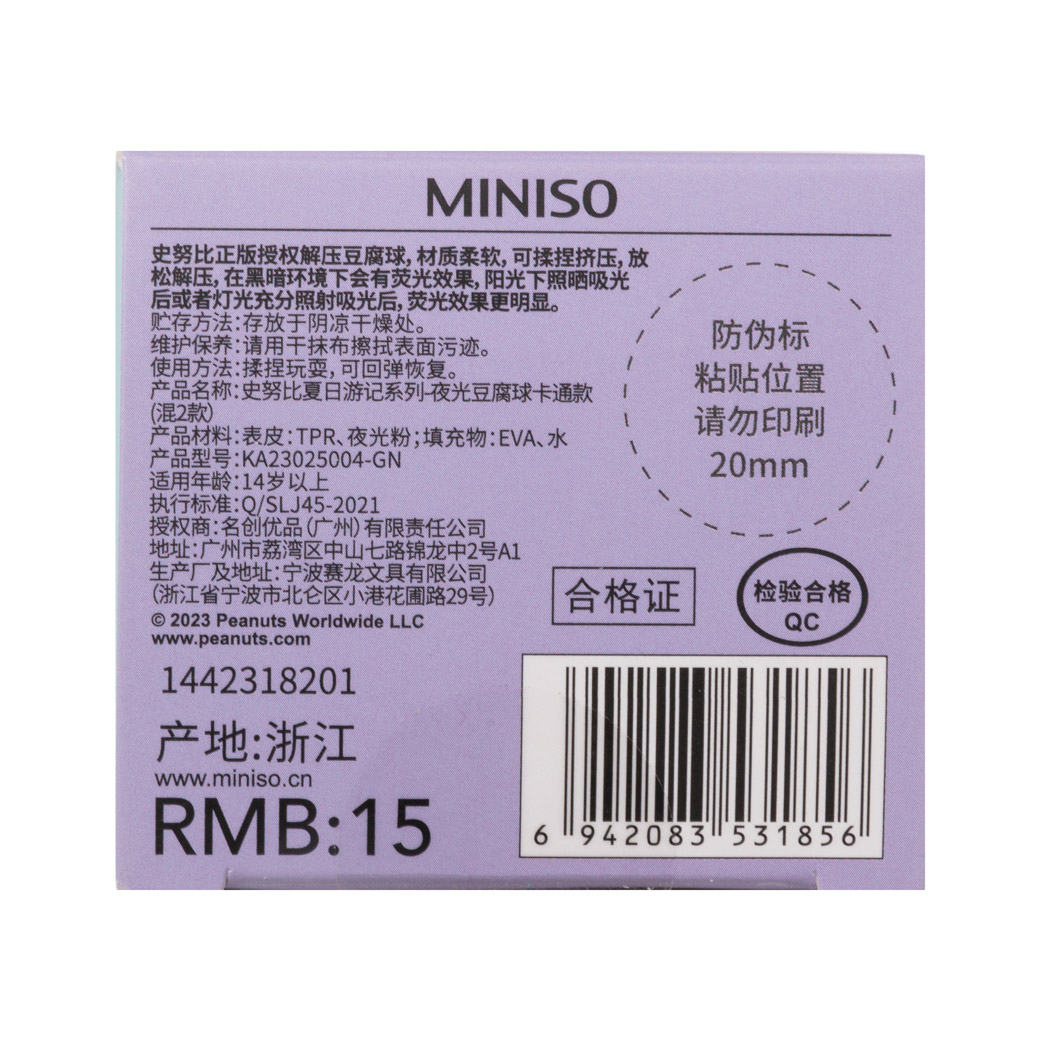 MINISO
史努比正版授权解压豆腐球, 材质柔软, 可揉捏挤压, 放
松解压, 在黑暗环境下会有荧光效果, 阳光下照晒吸光
后或者灯光充分照射吸光后, 荧光效果更明显。
贮存方法:存放于阴凉干燥处。
维护保养:请用干抹布擦拭表面污迹。
使用方法:揉捏玩耍, 可回弹恢复。
产品名称:史努比夏日游记系列-夜光豆腐球卡通款
(混2款)
产品材料:表皮:TPR、夜光粉;填充物:EVA、水
产品型号:KA23025004-GN
适用年龄:14岁以上
执行标准:Q/SLJ45-2021
授权商:名创优品(广州)有限责任公司
地址:广州市荔湾区中山七路锦龙中2号A1
生产厂及地址:宁波赛龙文具有限公司
(浙江省宁波市北仑区小港花圃路29号)
© 2023 Peanuts Worldwide LLC
www.peanuts.com
1442318201
产地:浙江
www.miniso.cn
RMB:15
防伪标
粘贴位置
请勿印刷
20mm
合格证
检验合格
QC
6 942083 531856